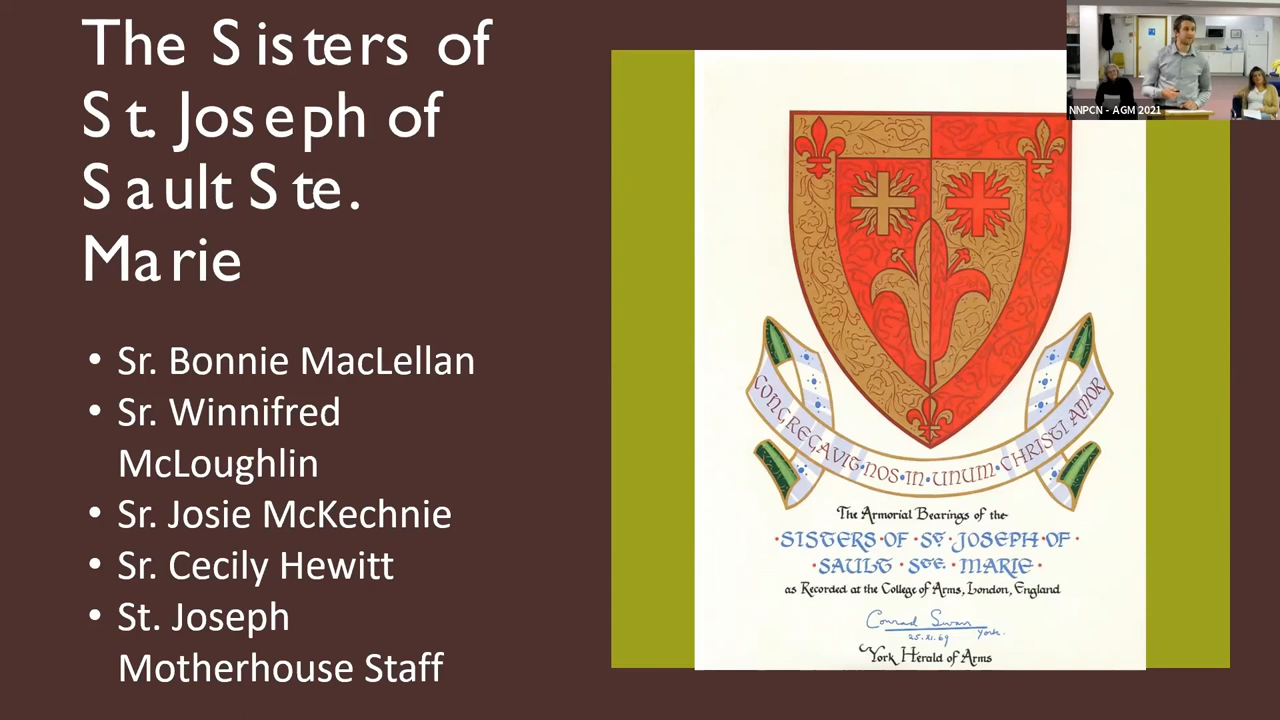 The Sisters of
St. Joseph of
Sault Ste.
Marie
• Sr. Bonnie MacLellan
• Sr. Winnifred
McLoughlin
• Sr. Josie McKechnie
• Sr. Cecily Hewitt
• St. Joseph
Motherhouse Staff
NNPCN - AGM 2021
CONGREGAVIT·NOS·IN·UNUM·CHRISTI AMOR
The Armorial Bearings of the
·SISTERS·OF·ST·JOSEPH·OF·
·SAULT·STE·MARIE·
as Recorded at the College of Arms, London, England
Conrad Swan
25.XI.69 York.
York Herald of Arms